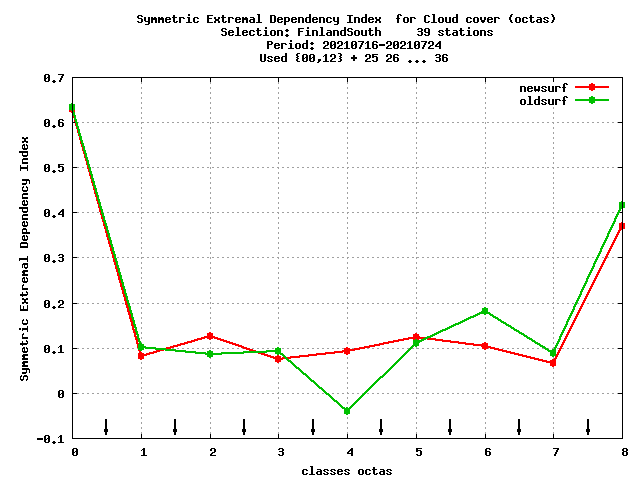 Symmetric Extremal Dependency Index  for Cloud cover (octas)
Selection: FinlandSouth     39 stations
Period: 20210716-20210724
Used {00,12} + 25 26 ... 36
newsurf
oldsurf
Symmetric Extremal Dependency Index
0.7
0.6
0.5
0.4
0.3
0.2
0.1
0
-0.1
0 1 2 3 4 5 6 7 8
classes octas